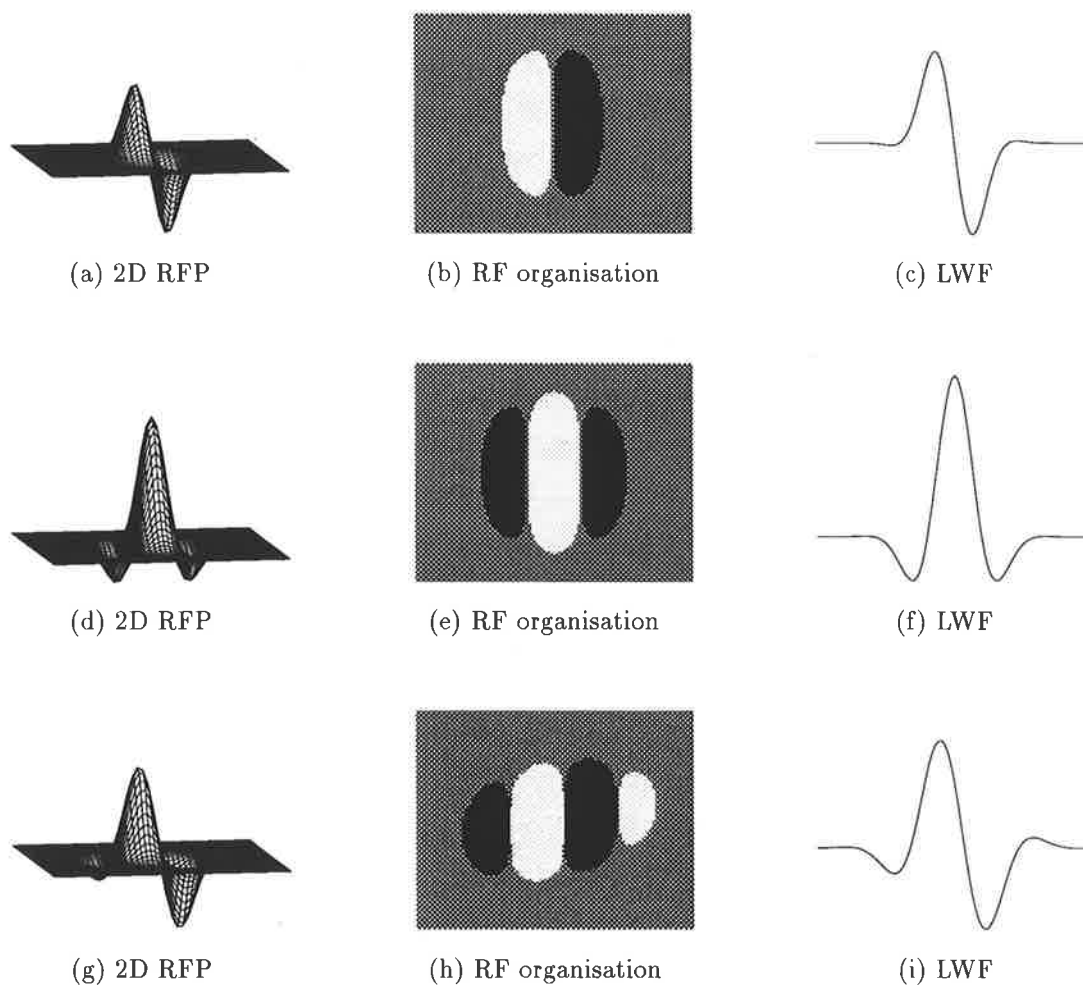 (a) 2D RFP (b) RF organisation (c) LWF
(d) 2D RFP (e) RF organisation (f) LWF
(g) 2D RFP (h) RF organisation (i) LWF